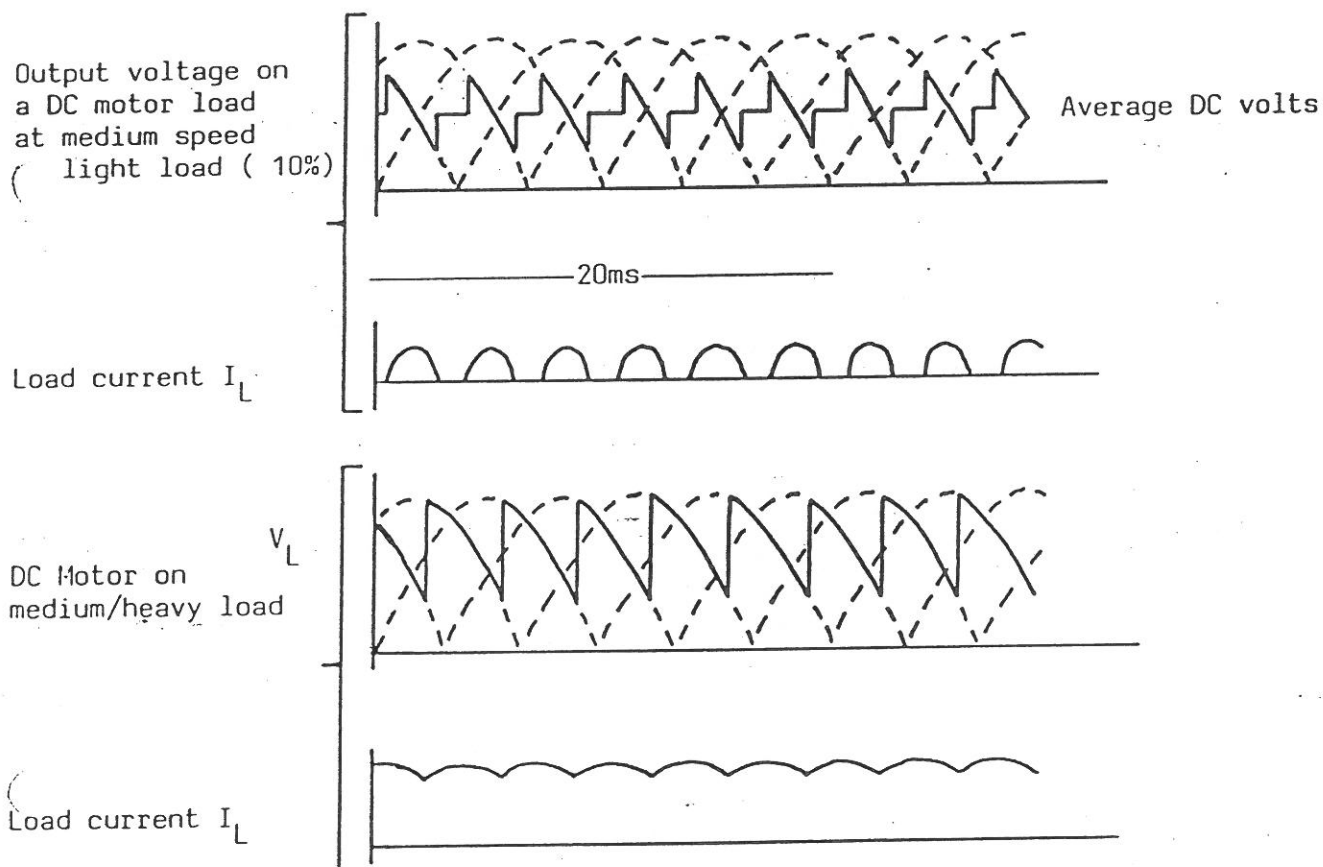 Output voltage on
a DC motor load
at medium speed
light load ( 10%)
Average DC volts
20ms
Load current I_L
V_L
DC Motor on
medium/heavy load
Load current I_L